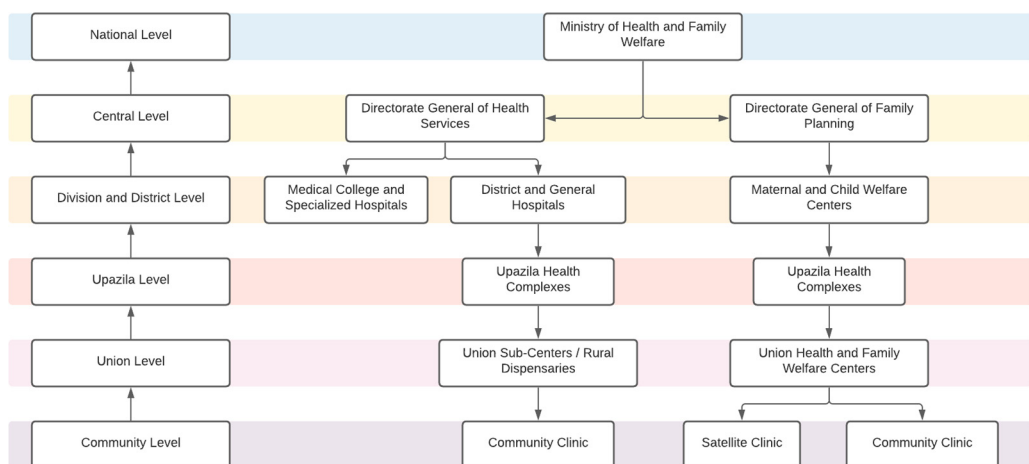 National Level
Ministry of Health and Family
Welfare
Central Level
Directorate General of Health
Services
Directorate General of Family
Planning
Division and District Level
Medical College and
Specialized Hospitals
District and General
Hospitals
Maternal and Child Welfare
Centers
Upazila Level
Upazila Health
Complexes
Upazila Health
Complexes
Union Level
Union Sub-Centers / Rural
Dispensaries
Union Health and Family
Welfare Centers
Community Level
Community Clinic
Satellite Clinic
Community Clinic